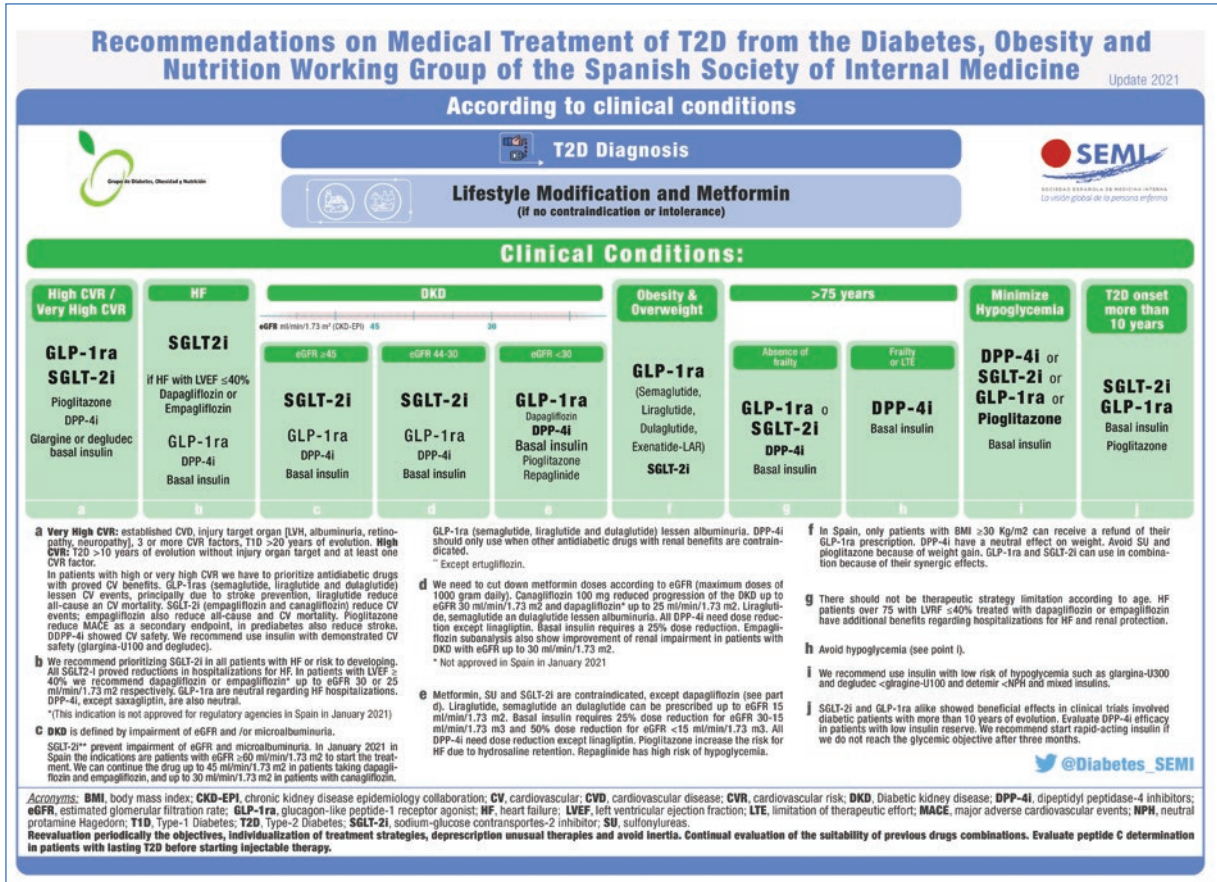 Recommendations on Medical Treatment of T2D from the Diabetes, Obesity and
Nutrition Working Group of the Spanish Society of Internal Medicine
Update 2021
According to clinical conditions
Grupo de Diabetes, Obesidad y Nutrición
T2D Diagnosis
Lifestyle Modification and Metformin
(if no contraindication or intolerance)
SEMI
SOCIEDAD ESPAÑOLA DE MEDICINA INTERNA
La visión global de la persona enferma
Clinical Conditions:
High CVR /
Very High CVR
GLP-1ra
SGLT-2i
Pioglitazone
DPP-4i
Glargine or degludec
basal insulin
a
HF
SGLT2i
if HF with LVEF ≤40%
Dapagliflozin or
Empagliflozin
GLP-1ra
DPP-4i
Basal insulin
b
DKD
eGFR ml/min/1.73 m² (CKD-EPI) 45 30
eGFR ≥45
SGLT-2i
GLP-1ra
DPP-4i
Basal insulin
c
eGFR 44-30
SGLT-2i
GLP-1ra
DPP-4i
Basal insulin
d
eGFR <30
GLP-1ra
Dapagliflozin
DPP-4i
Basal insulin
Pioglitazone
Repaglinide
e
Obesity &
Overweight
GLP-1ra
(Semaglutide,
Liraglutide,
Dulaglutide,
Exenatide-LAR)
SGLT-2i
f
>75 years
Absence of
frailty
GLP-1ra o
SGLT-2i
DPP-4i
Basal insulin
g
Frailty
or LTE
DPP-4i
Basal insulin
h
Minimize
Hypoglycemia
DPP-4i or
SGLT-2i or
GLP-1ra or
Pioglitazone
Basal insulin
i
T2D onset
more than
10 years
SGLT-2i
GLP-1ra
Basal insulin
Pioglitazone
j
a Very High CVR: established CVD, injury target organ [LVH, albuminuria, retino-
pathy, neuropathy], 3 or more CVR factors, T1D >20 years of evolution. High
CVR: T2D >10 years of evolution without injury organ target and at least one
CVR factor.
In patients with high or very high CVR we have to prioritize antidiabetic drugs
with proved CV benefits. GLP-1ras (semaglutide, liraglutide and dulaglutide)
lessen CV events, principally due to stroke prevention, liraglutide reduce
all-cause an CV mortality. SGLT-2i (empagliflozin and canagliflozin) reduce CV
events; empagliflozin also reduce all-cause and CV mortality. Pioglitazone
reduce MACE as a secondary endpoint, in prediabetes also reduce stroke.
DDPP-4i showed CV safety. We recommend use insulin with demonstrated CV
safety (glargina-U100 and degludec).
b We recommend prioritizing SGLT-2i in all patients with HF or risk to developing.
All SGLT2-I proved reductions in hospitalizations for HF. In patients with LVEF ≥
40% we recommend dapagliflozin or empagliflozin* up to eGFR 30 or 25
ml/min/1.73 m2 respectively. GLP-1ra are neutral regarding HF hospitalizations.
DPP-4i, except saxagliptin, are also neutral.
*(This indication is not approved for regulatory agencies in Spain in January 2021)
c DKD is defined by impairment of eGFR and /or microalbuminuria.
SGLT-2i** prevent impairment of eGFR and microalbuminuria. In January 2021 in
Spain the indications are patients with eGFR ≥60 ml/min/1.73 m2 to start the treat-
ment. We can continue the drug up to 45 ml/min/1.73 m2 in patients taking dapagli-
flozin and empagliflozin, and up to 30 ml/min/1.73 m2 in patients with canagliflozin.
GLP-1ra (semaglutide, liraglutide and dulaglutide) lessen albuminuria. DPP-4i
should only use when other antidiabetic drugs with renal benefits are contrain-
dicated.
** Except ertugliflozin.
d We need to cut down metformin doses according to eGFR (maximum doses of
1000 gram daily). Canagliflozin 100 mg reduced progression of the DKD up to
eGFR 30 ml/min/1.73 m2 and dapagliflozin* up to 25 ml/min/1.73 m2. Liraglu-
tide, semaglutide an dulaglutide lessen albuminuria. All DPP-4i need dose reduc-
tion except linagliptin. Basal insulin requires a 25% dose reduction. Empagli-
flozin subanalysis also show improvement of renal impairment in patients with
DKD with eGFR up to 30 ml/min/1.73 m2.
* Not approved in Spain in January 2021
e Metformin, SU and SGLT-2i are contraindicated, except dapagliflozin (see part
d). Liraglutide, semaglutide an dulaglutide can be prescribed up to eGFR 15
ml/min/1.73 m2. Basal insulin requires 25% dose reduction for eGFR 30-15
ml/min/1.73 m3 and 50% dose reduction for eGFR <15 ml/min/1.73 m3. All
DPP-4i need dose reduction except linagliptin. Pioglitazone increase the risk for
HF due to hydrosaline retention. Repaglinide has high risk of hypoglycemia.
f In Spain, only patients with BMI ≥30 Kg/m2 can receive a refund of their
GLP-1ra prescription. DPP-4i have a neutral effect on weight. Avoid SU and
pioglitazone because of weight gain. GLP-1ra and SGLT-2i can use in combina-
tion because of their synergic effects.
g There should not be therapeutic strategy limitation according to age. HF
patients over 75 with LVRF ≤40% treated with dapagliflozin or empagliflozin
have additional benefits regarding hospitalizations for HF and renal protection.
h Avoid hypoglycemia (see point i).
i We recommend use insulin with low risk of hypoglycemia such as glargina-U300
and degludec <glragine-U100 and detemir <NPH and mixed insulins.
j SGLT-2i and GLP-1ra alike showed beneficial effects in clinical trials involved
diabetic patients with more than 10 years of evolution. Evaluate DPP-4i efficacy
in patients with low insulin reserve. We recommend start rapid-acting insulin if
we do not reach the glycemic objective after three months.
@Diabetes_SEMI
Acronyms: BMI, body mass index; CKD-EPI, chronic kidney disease epidemiology collaboration; CV, cardiovascular; CVD, cardiovascular disease; CVR, cardiovascular risk; DKD, Diabetic kidney disease; DPP-4i, dipeptidyl peptidase-4 inhibitors;
eGFR, estimated glomerular filtration rate; GLP-1ra, glucagon-like peptide-1 receptor agonist; HF, heart failure; LVEF, left ventricular ejection fraction; LTE, limitation of therapeutic effort; MACE, major adverse cardiovascular events; NPH, neutral
protamine Hagedorn; T1D, Type-1 Diabetes; T2D, Type-2 Diabetes; SGLT-2i, sodium-glucose contransportes-2 inhibitor; SU, sulfonylureas.
Reevaluation periodically the objectives, individualization of treatment strategies, deprescription unusual therapies and avoid inertia. Continual evaluation of the suitability of previous drugs combinations. Evaluate peptide C determination
in patients with lasting T2D before starting injectable therapy.